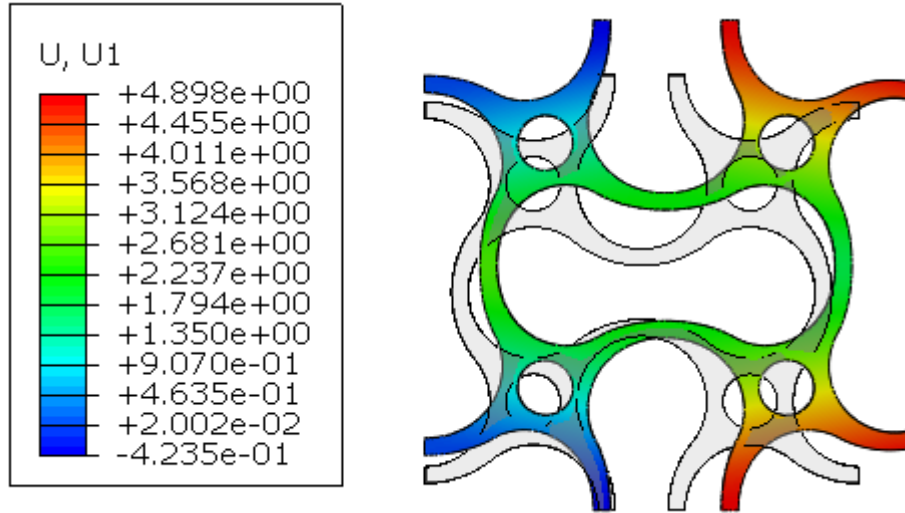 U, U1
+4.898e+00
+4.455e+00
+4.011e+00
+3.568e+00
+3.124e+00
+2.681e+00
+2.237e+00
+1.794e+00
+1.350e+00
+9.070e-01
+4.635e-01
+2.002e-02
-4.235e-01